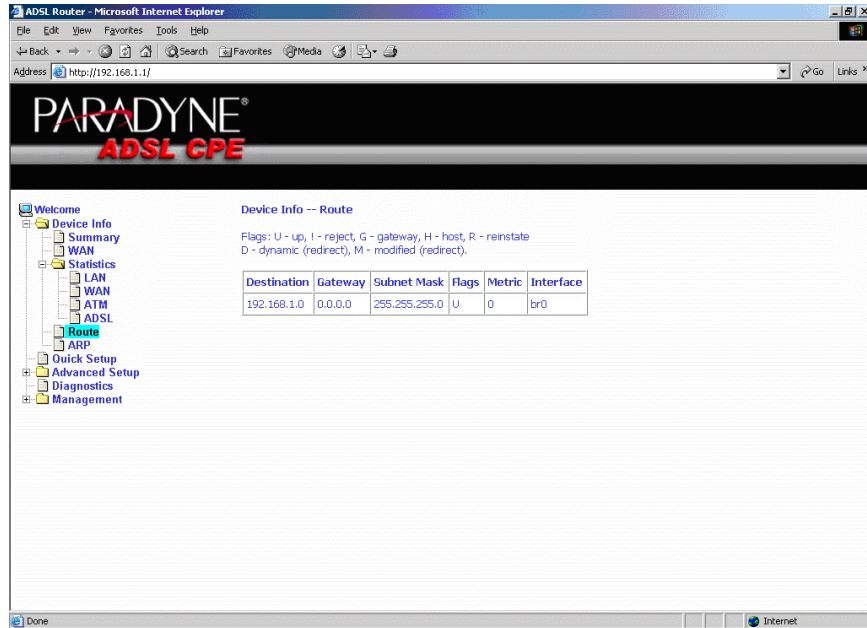 ADSL Router - Microsoft Internet Explorer
File Edit View Favorites Tools Help
Back Search Favorites Media
Address http://192.168.1.1/ Go Links »
PARADYNE®
ADSL CPE
Welcome
Device Info
Summary
WAN
Statistics
LAN
WAN
ATM
ADSL
Route
ARP
Quick Setup
Advanced Setup
Diagnostics
Management
Device Info -- Route
Flags: U - up, ! - reject, G - gateway, H - host, R - reinstate
D - dynamic (redirect), M - modified (redirect).
Destination Gateway Subnet Mask Flags Metric Interface
192.168.1.0 0.0.0.0 255.255.255.0 U 0 br0
Done Internet